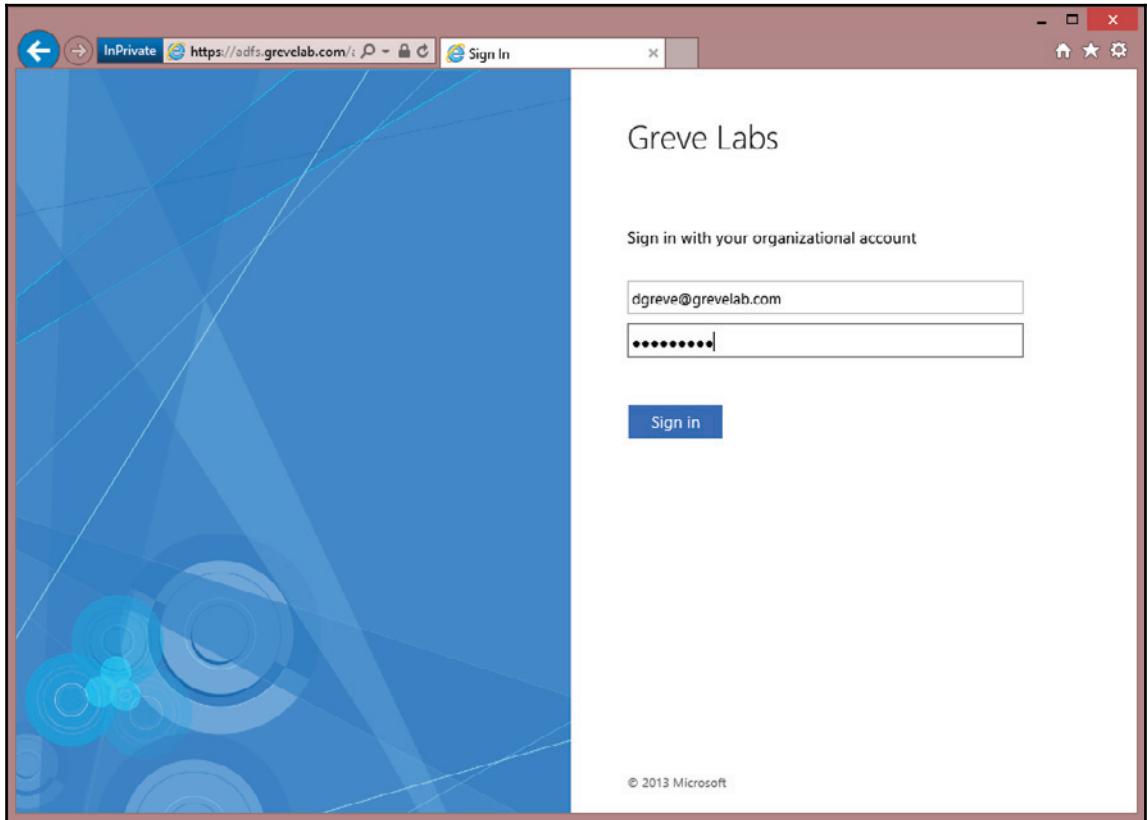 InPrivate https://adfs.grevelab.com/a Sign In
Greve Labs
Sign in with your organizational account
dgreve@grevelab.com
•••••••••
Sign in
© 2013 Microsoft